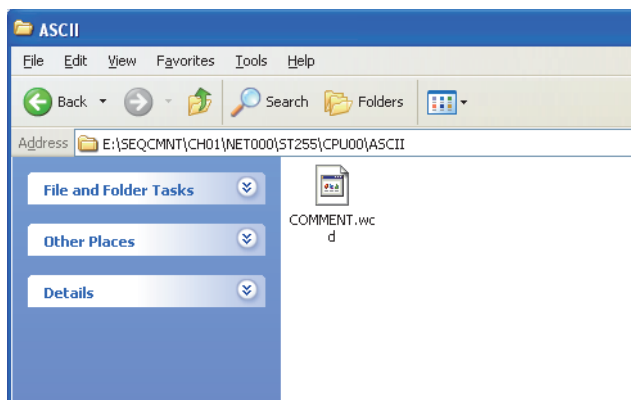 ASCII
File Edit View Favorites Tools Help
Back Search Folders
Address E:\SEQCMNT\CH01\NET000\ST255\CPU00\ASCII
File and Folder Tasks
COMMENT.wc
d
Other Places
Details